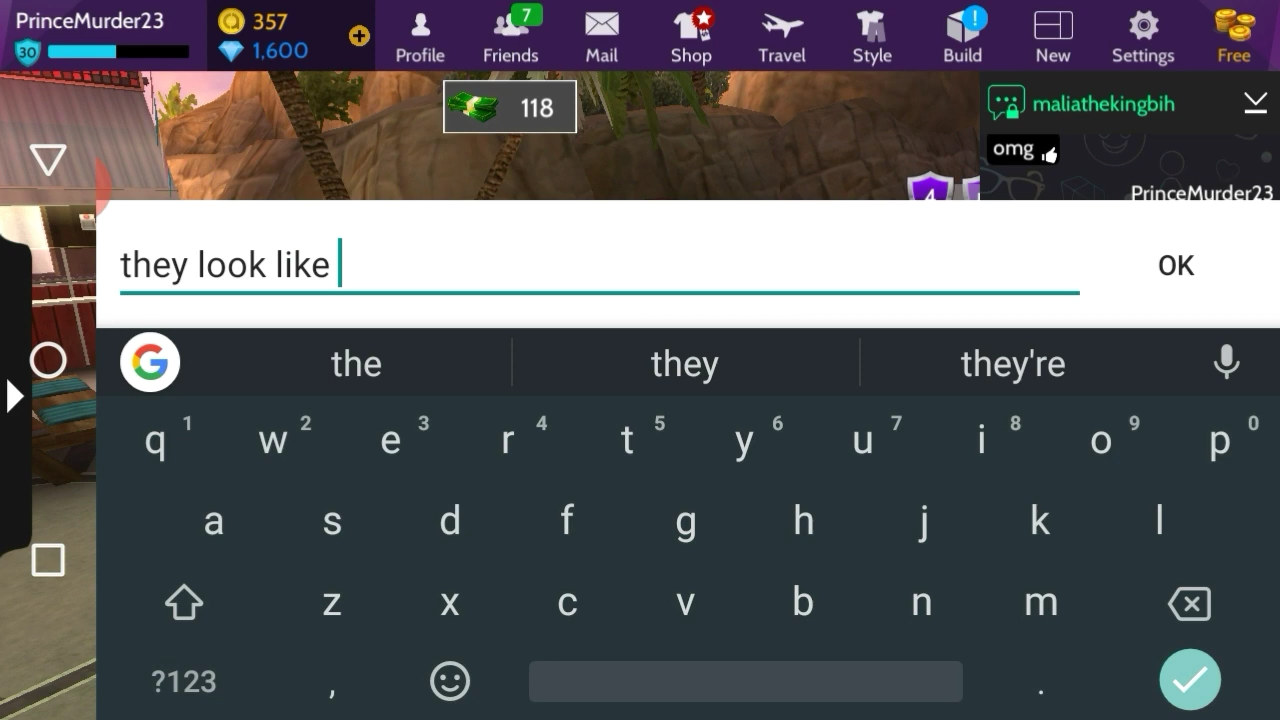 PrinceMurder23
30
357
1,600
Profile
7
Friends
Mail
Shop
Travel
Style
!
Build
New
Settings
Free
118
maliathekingbih
omg
PrinceMurder23
4
they look like
OK
G the they they're
q 1 w 2 e 3 r 4 t 5 y 6 u 7 i 8 o 9 p 0
a s d f g h j k l
z x c v b n m
?123 , .